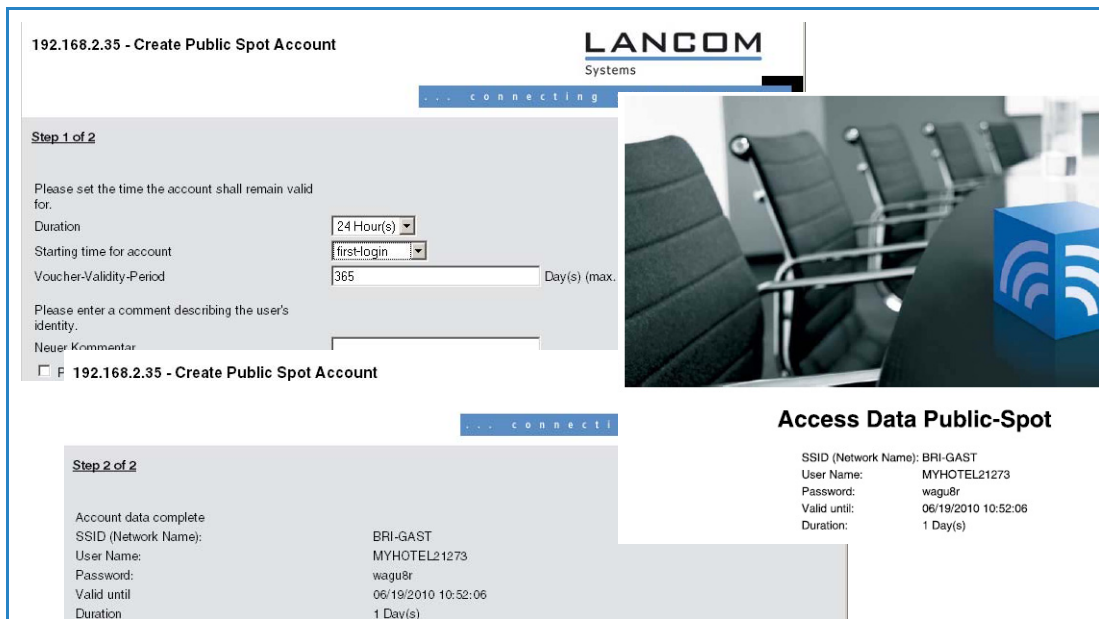 192.168.2.35 - Create Public Spot Account
LANCOM
Systems
... connecting
Step 1 of 2
Please set the time the account shall remain valid
for.
Duration 24 Hour(s)
Starting time for account first-login
Voucher-Validity-Period 365 Day(s) (max.
Please enter a comment describing the user's
identity.
Neuer Kommentar
192.168.2.35 - Create Public Spot Account
... connecti
Step 2 of 2
Account data complete
SSID (Network Name): BRI-GAST
User Name: MYHOTEL21273
Password: wagu8r
Valid until 06/19/2010 10:52:06
Duration 1 Day(s)
Access Data Public-Spot
SSID (Network Name): BRI-GAST
User Name: MYHOTEL21273
Password: wagu8r
Valid until: 06/19/2010 10:52:06
Duration: 1 Day(s)